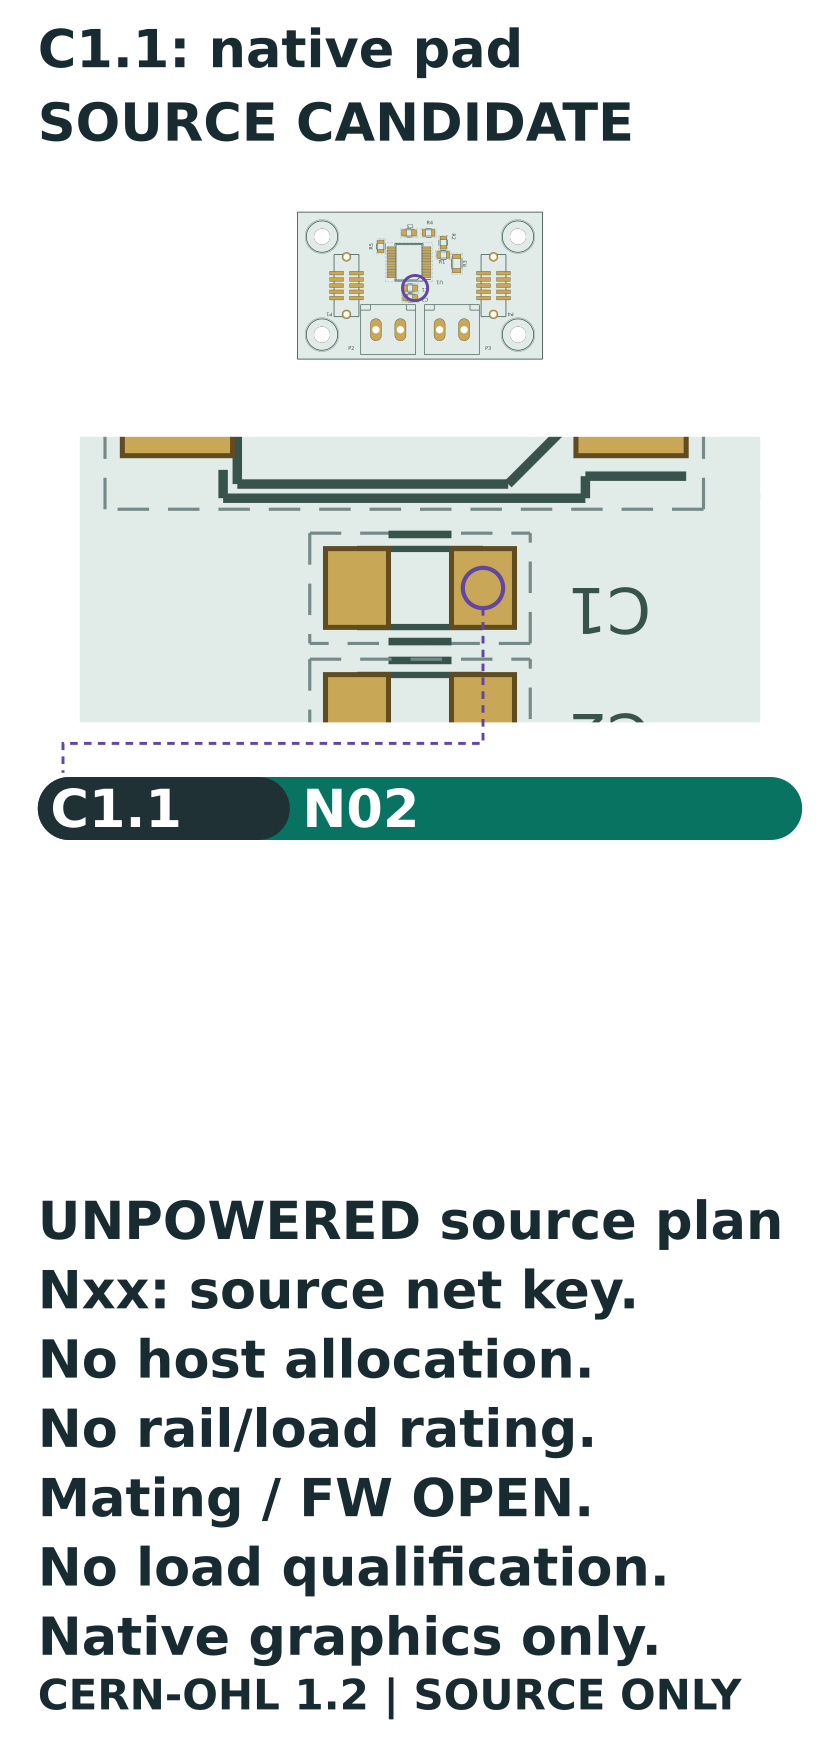 C1.1: native pad
SOURCE CANDIDATE
C1
C1.1 N02
UNPOWERED source plan
Nxx: source net key.
No host allocation.
No rail/load rating.
Mating / FW OPEN.
No load qualification.
Native graphics only.
CERN-OHL 1.2 | SOURCE ONLY